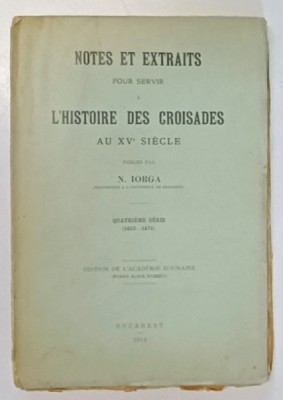 NOTES ET EXTRAITS
POUR SERVIR
À
L'HISTOIRE DES CROISADES
AU XVe SIÈCLE
PUBLIÉS PAR
N. IORGA
QUATRIÈME SÉRIE
ÉDITION DE L'ACADÉMIE ROUMAINE
BUCAREST